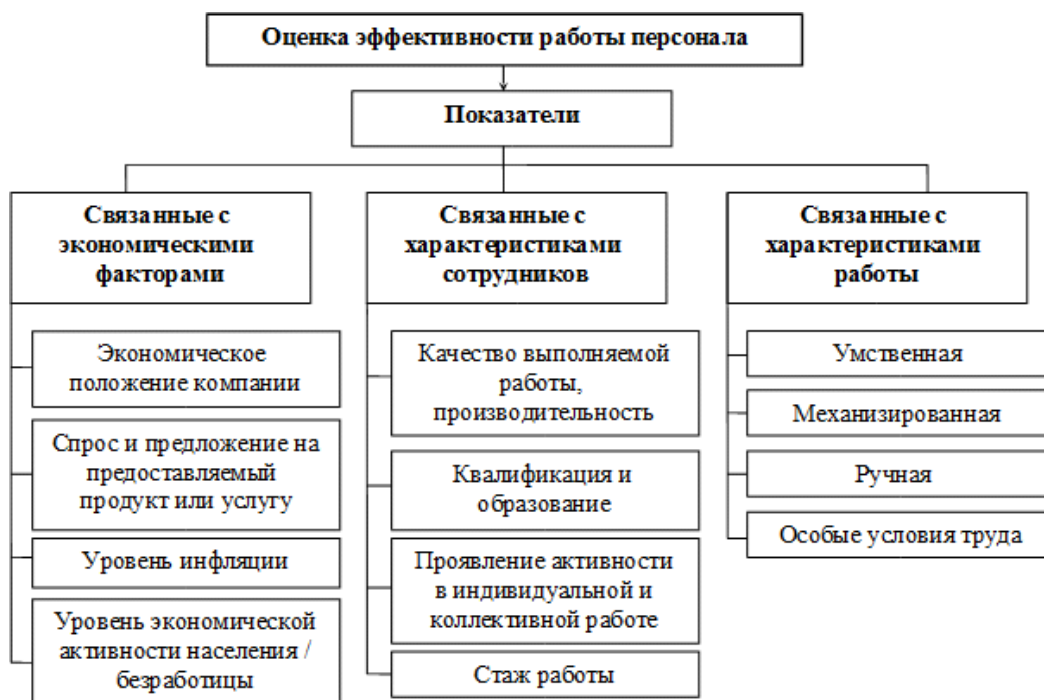 Оценка эффективности работы персонала
Показатели
Связанные с
экономическими
факторами
Экономическое
положение компании
Спрос и предложение на
предоставляемый
продукт или услугу
Уровень инфляции
Уровень экономической
активности населения /
безработицы
Связанные с
характеристиками
сотрудников
Качество выполняемой
работы,
производительность
Квалификация и
образование
Проявление активности
в индивидуальной и
коллективной работе
Стаж работы
Связанные с
характеристиками
работы
Умственная
Механизированная
Ручная
Особые условия труда